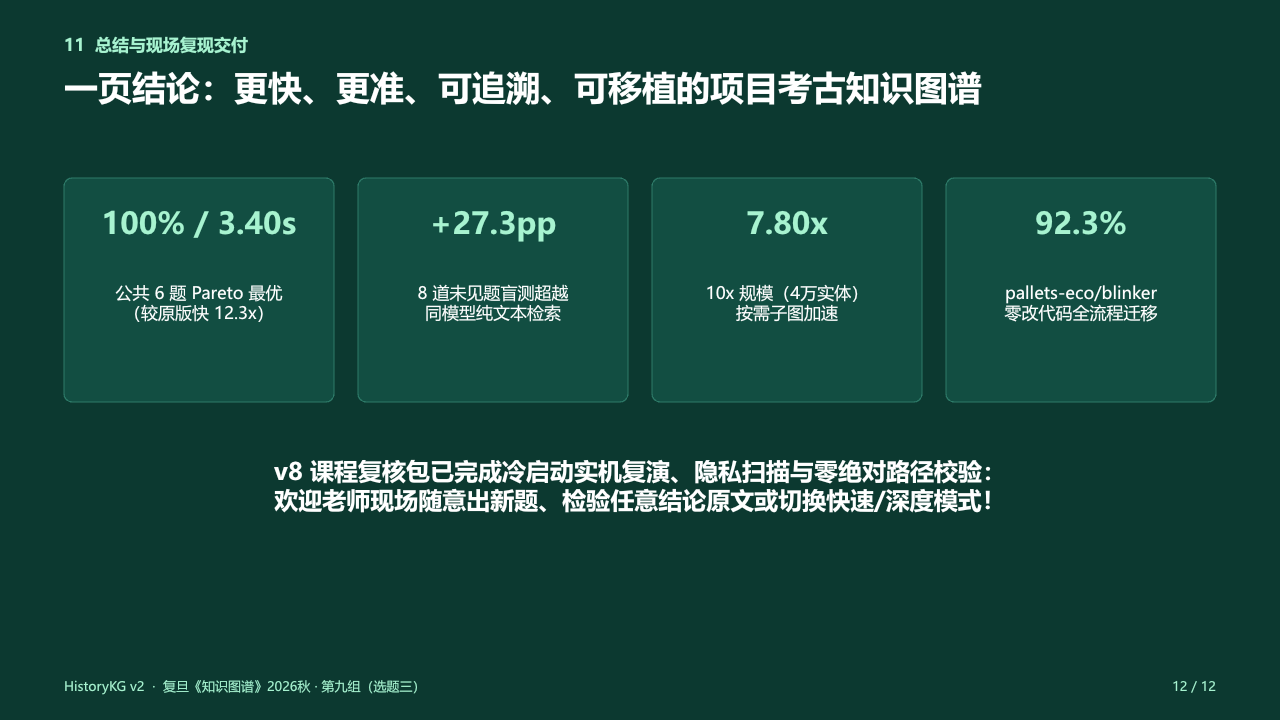 11 总结与现场复现交付
一页结论：更快、更准、可追溯、可移植的项目考古知识图谱
100% / 3.40s
公共 6 题 Pareto 最优
（较原版快 12.3x）
+27.3pp
8 道未见题盲测超越
同模型纯文本检索
7.80x
10x 规模（4万实体）
按需子图加速
92.3%
pallets-eco/blinker
零改代码全流程迁移
v8 课程复核包已完成冷启动实机复演、隐私扫描与零绝对路径校验：
欢迎老师现场随意出新题、检验任意结论原文或切换快速/深度模式！
HistoryKG v2 · 复旦《知识图谱》2026秋 · 第九组（选题三）
12 / 12